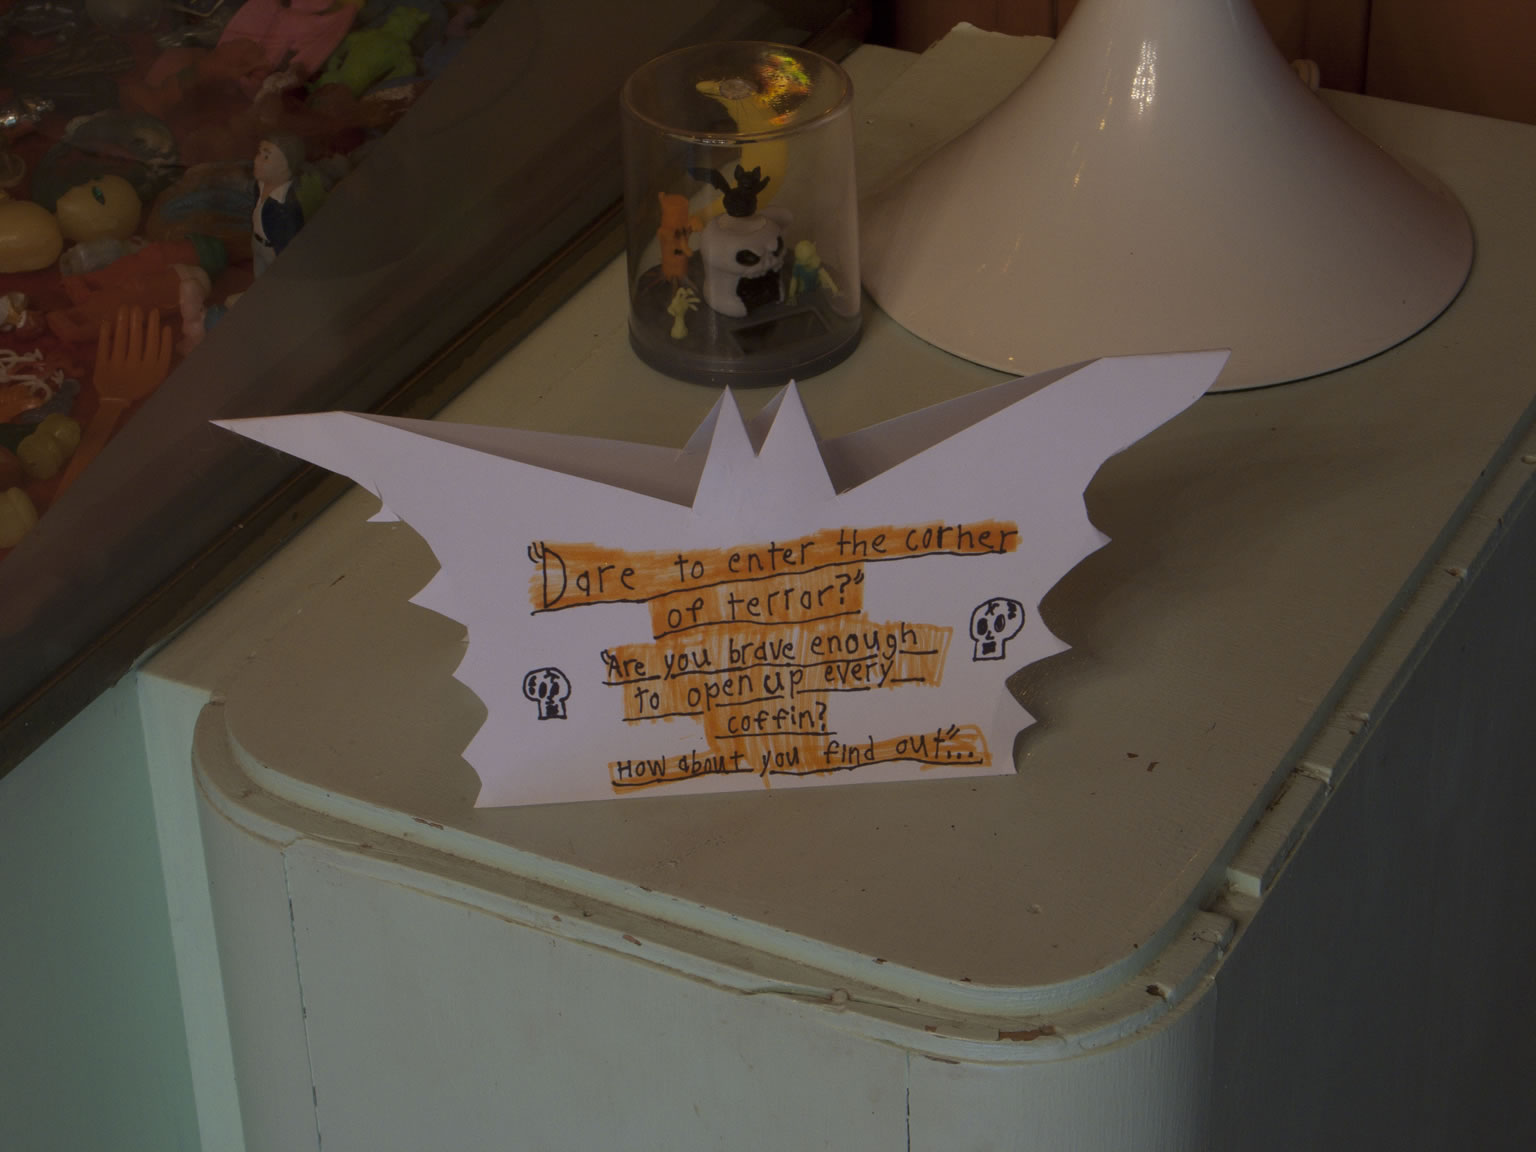 "Dare to enter the corner
of terror?"
"Are you brave enough
to open up every
coffin?
How about you find out"...